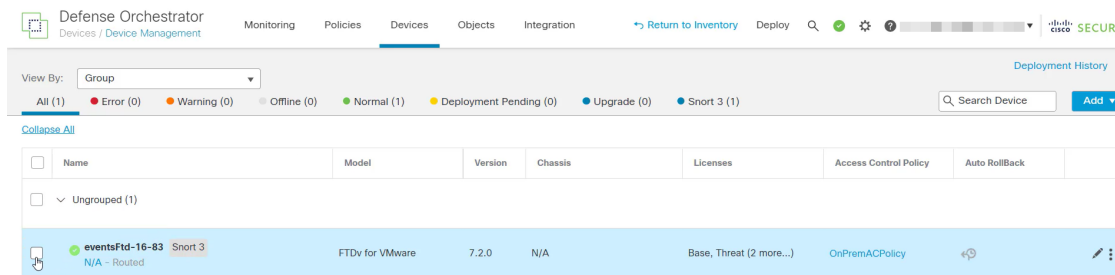 Defense Orchestrator
Devices / Device Management
Monitoring Policies Devices Objects Integration Return to Inventory Deploy
cisco SECUR
Deployment History
View By: Group
All (1) Error (0) Warning (0) Offline (0) Normal (1) Deployment Pending (0) Upgrade (0) Snort 3 (1) Search Device Add
Collapse All
Name Model Version Chassis Licenses Access Control Policy Auto RollBack
Ungrouped (1)
eventsFtd-16-83 Snort 3
N/A - Routed
FTDv for VMware 7.2.0 N/A Base, Threat (2 more...) OnPremACPolicy